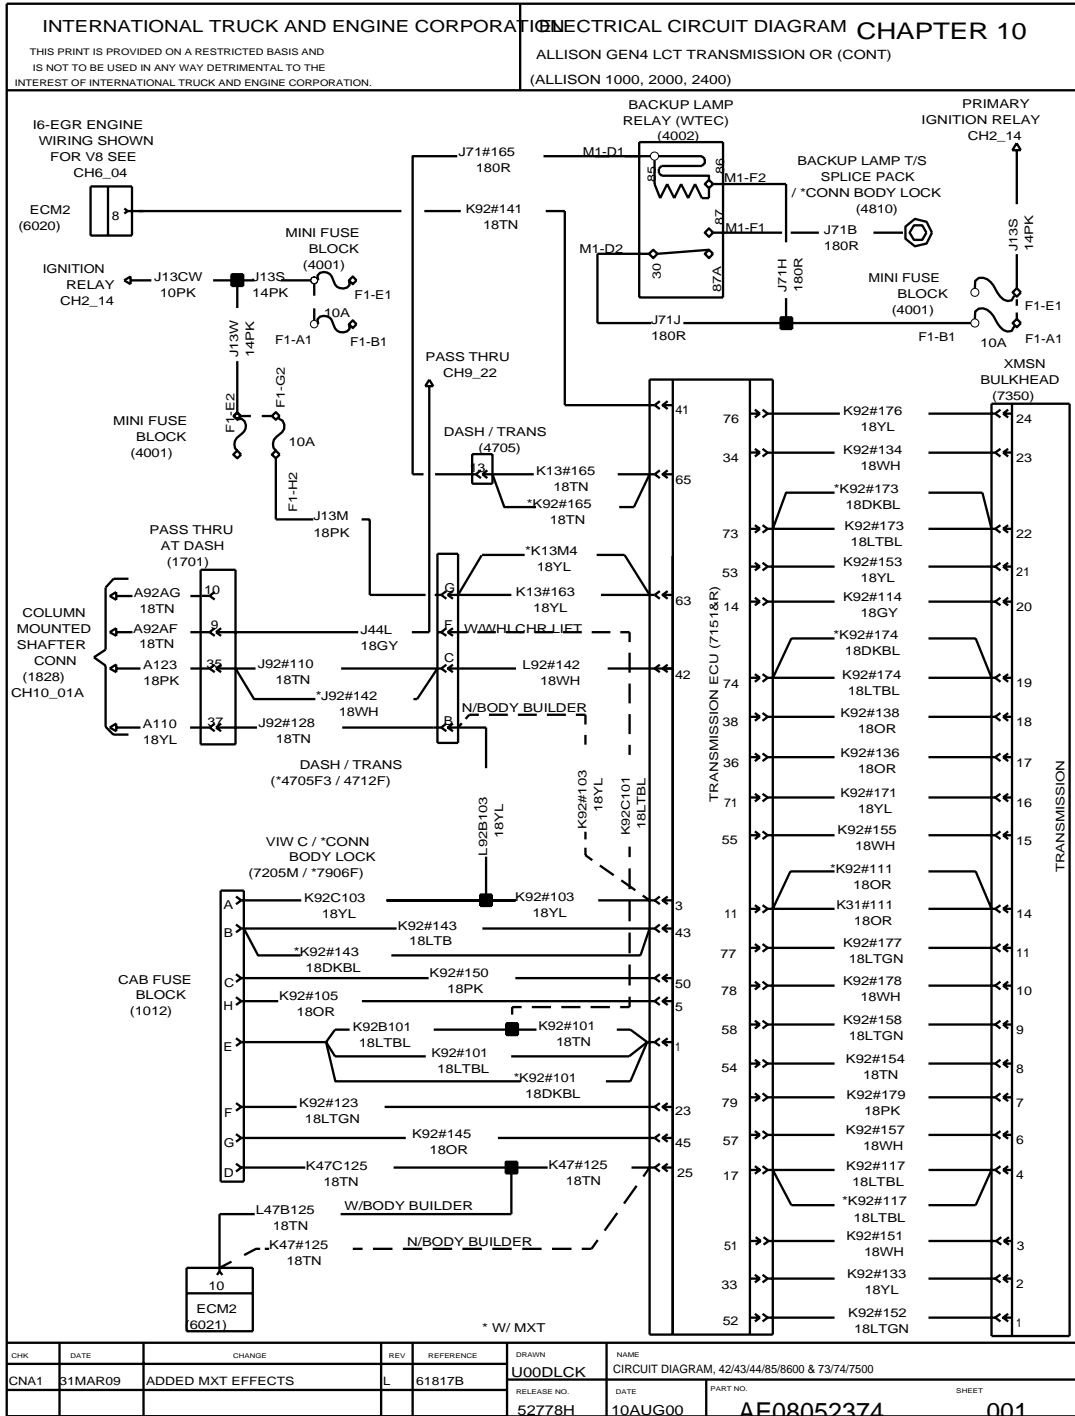 INTERNATIONAL TRUCK AND ENGINE CORPORATION
THIS PRINT IS PROVIDED ON A RESTRICTED BASIS AND
IS NOT TO BE USED IN ANY WAY DETRIMENTAL TO THE
INTEREST OF INTERNATIONAL TRUCK AND ENGINE CORPORATION.
ELECTRICAL CIRCUIT DIAGRAM CHAPTER 10
ALLISON GEN4 LCT TRANSMISSION OR (CONT)
(ALLISON 1000, 2000, 2400)
I6-EGR ENGINE
WIRING SHOWN
FOR V8 SEE
CH6_04
ECM2
(6020)
8
J71#165
180R
K92#141
18TN
BACKUP LAMP
RELAY (WTEC)
(4002)
M1-D1
85
86
M1-F2
87
M1-E1
M1-D2
30
87A
J71H
180R
J71B
180R
BACKUP LAMP T/S
SPLICE PACK
/ *CONN BODY LOCK
(4810)
PRIMARY
IGNITION RELAY
CH2_14
J13S
14PK
MINI FUSE
BLOCK
(4001)
F1-E1
F1-B1
10A
F1-A1
J71J
180R
IGNITION
RELAY
CH2_14
J13CW
10PK
J13S
14PK
MINI FUSE
BLOCK
(4001)
F1-E1
10A
F1-A1
F1-B1
J13W
14PK
F1-E2
F1-G2
MINI FUSE
BLOCK
(4001)
10A
F1-H2
J13M
18PK
PASS THRU
CH9_22
DASH / TRANS
(4705)
13
K13#165
18TN
*K92#165
18TN
PASS THRU
AT DASH
(1701)
COLUMN
MOUNTED
SHAFTER
CONN
(1828)
CH10_01A
A92AG
18TN
10
A92AF
18TN
9
A123
18PK
35
A110
18YL
37
J44L
18GY
J92#110
18TN
*J92#142
18WH
J92#128
18TN
G
F
C
B
DASH / TRANS
(*4705F3 / 4712F)
*K13M4
18YL
K13#163
18YL
W/WHLCHR LIFT
L92#142
18WH
N/BODY BUILDER
L92B103
18YL
K92#103
18YL
K92C101
18LTBL
VIW C / *CONN
BODY LOCK
(7205M / *7906F)
CAB FUSE
BLOCK
(1012)
A
K92C103
18YL
K92#103
18YL
B
K92#143
18LTB
*K92#143
18DKBL
C
K92#150
18PK
H
K92#105
18OR
E
K92B101
18LTBL
K92#101
18TN
K92#101
18LTBL
*K92#101
18DKBL
F
K92#123
18LTGN
G
K92#145
18OR
D
K47C125
18TN
K47#125
18TN
L47B125
18TN
W/BODY BUILDER
K47#125
18TN
N/BODY BUILDER
10
ECM2
(6021)
* W/ MXT
41
65
63
42
3
43
50
5
1
23
45
25
TRANSMISSION ECU (7151&R)
XMSN
BULKHEAD
(7350)
TRANSMISSION
76 K92#176 24
18YL
34 K92#134 23
18WH
*K92#173
18DKBL
73 K92#173 22
18LTBL
53 K92#153 21
18YL
14 K92#114 20
18GY
*K92#174
18DKBL
74 K92#174 19
18LTBL
38 K92#138 18
18OR
36 K92#136 17
18OR
71 K92#171 16
18YL
55 K92#155 15
18WH
*K92#111
18OR
11 K31#111 14
18OR
77 K92#177 11
18LTGN
78 K92#178 10
18WH
58 K92#158 9
18LTGN
54 K92#154 8
18TN
79 K92#179 7
18PK
57 K92#157 6
18WH
17 K92#117 4
18LTBL
*K92#117
18LTBL
51 K92#151 3
18WH
33 K92#133 2
18YL
52 K92#152 1
18LTGN
CHK DATE CHANGE REV REFERENCE
CNA1 31MAR09 ADDED MXT EFFECTS L 61817B
DRAWN
U00DLCK
NAME
CIRCUIT DIAGRAM, 42/43/44/85/8600 & 73/74/7500
RELEASE NO.
52778H
DATE
10AUG00
PART NO.
AE08052374
SHEET
001